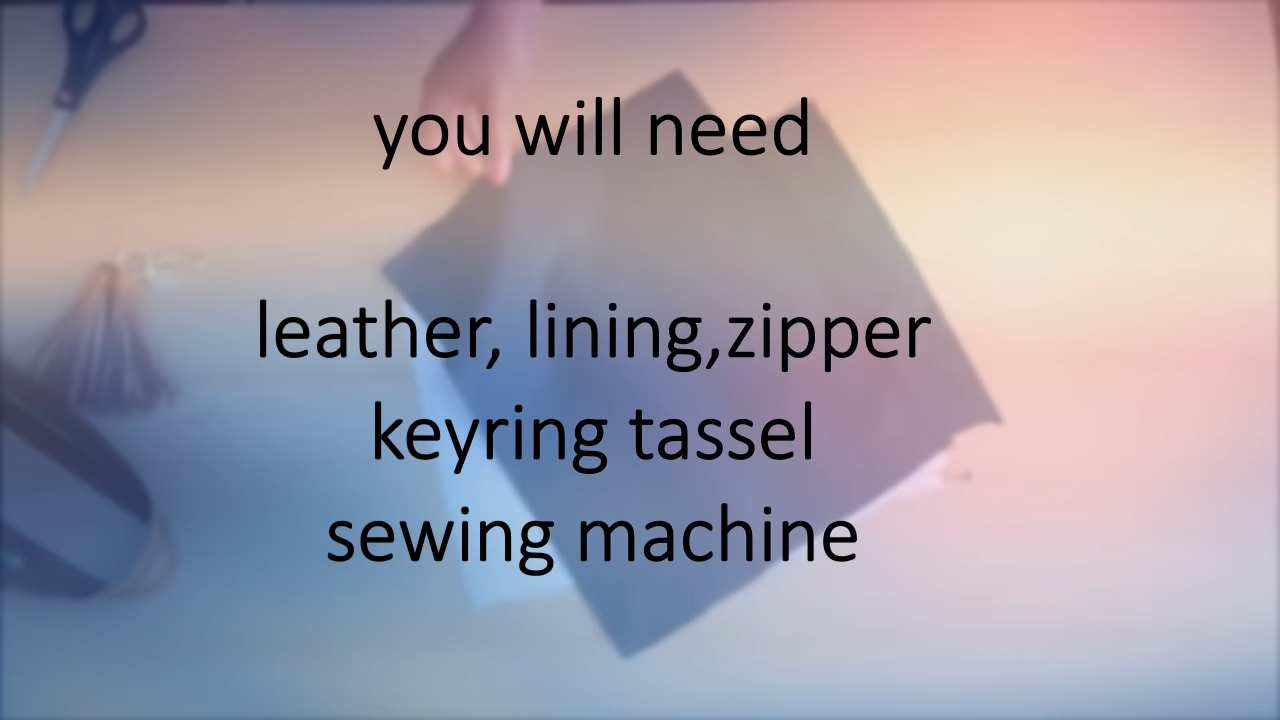 you will need
leather, lining,zipper
keyring tassel
sewing machine